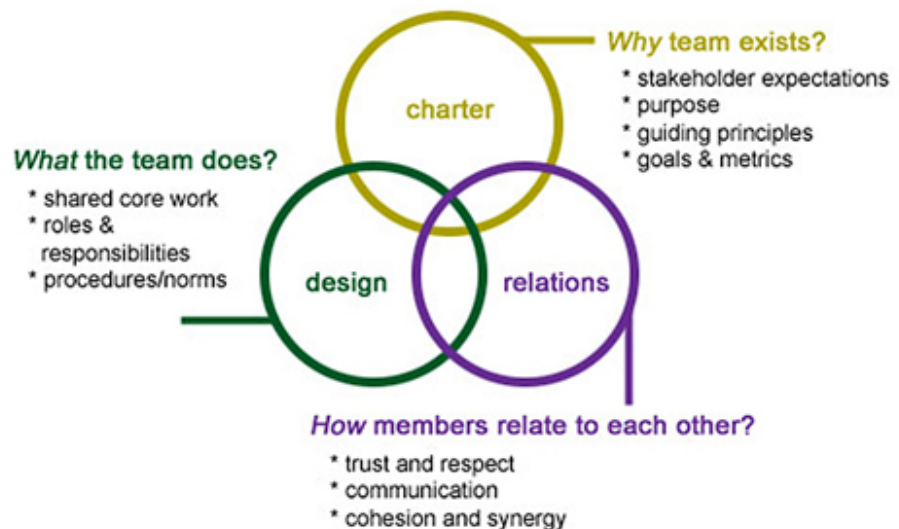 Why team exists?
* stakeholder expectations
* purpose
* guiding principles
* goals & metrics
charter
What the team does?
* shared core work
* roles &
responsibilities
* procedures/norms
design
relations
How members relate to each other?
* trust and respect
* communication
* cohesion and synergy